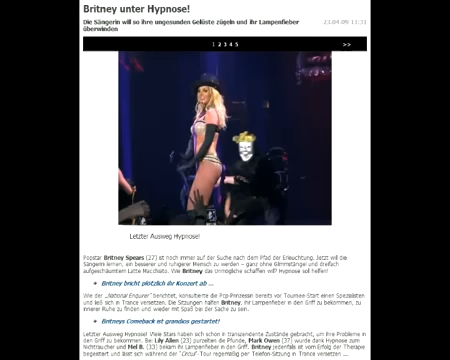 Britney unter Hypnose!
Die Sängerin will so ihre ungesunden Gelüste zügeln und ihr Lampenfieber
überwinden
23.04.09 11:31
1 2 3 4 5
>>
Letzter Ausweg Hypnose!
Popstar Britney Spears (27) ist noch immer auf der Suche nach dem Pfad der Erleuchtung. Jetzt will die
Sängerin lernen, ein besserer und ruhigerer Mensch zu werden – ganz ohne Glimmstängel und dreifach
aufgeschäumtem Latte Macchiato. Wie Britney das Unmögliche schaffen will? Hypnose soll helfen!
Britney bricht plötzlich ihr Konzert ab ...
Wie der „National Enquirer" berichtet, konsultierte die Pop-Prinzessin bereits vor Tournee-Start einen Spezialisten
und ließ sich in Trance versetzen. Die Sitzungen halfen Britney, ihr Lampenfieber in den Griff zu bekommen, zu
innerer Ruhe zu finden und wieder mit Spaß bei der Sache zu sein.
Britneys Comeback ist grandios gestartet!
Letzter Ausweg Hypnose! Viele Stars haben sich schon in transzendente Zustände gebracht, um ihre Probleme in
den Griff zu bekommen. Bei Lily Allen (23) purzelten die Pfunde, Mark Owen (37) wurde dank Hypnose zum
Nichtraucher und Mel B. (33) bekam ihr Lampenfieber in den Griff. Britney jedenfalls ist vom Erfolg der Therapie
begeistert und lässt sich während der "Circus"-Tour regelmäßig per Telefon-Sitzung in Trance versetzen ...